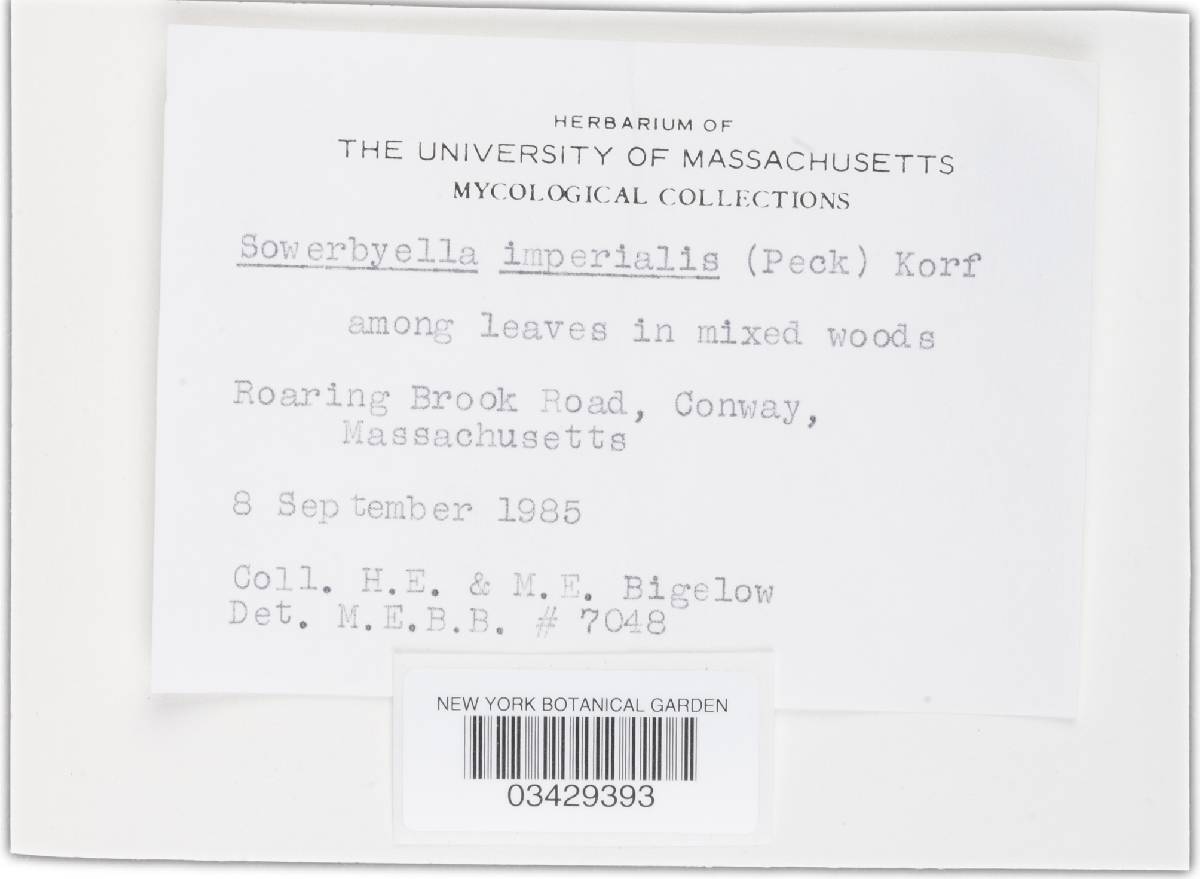 HERBARIUM OF
THE UNIVERSITY OF MASSACHUSETTS
MYCOLOGICAL COLLECTIONS
Sowerbyella imperialis (Peck) Korf
among leaves in mixed woods
Roaring Brook Road, Conway,
Massachusetts
8 September 1985
Coll. H.E. & M.E. Bigelow
Det. M.E.B.B. # 7048
NEW YORK BOTANICAL GARDEN
03429393